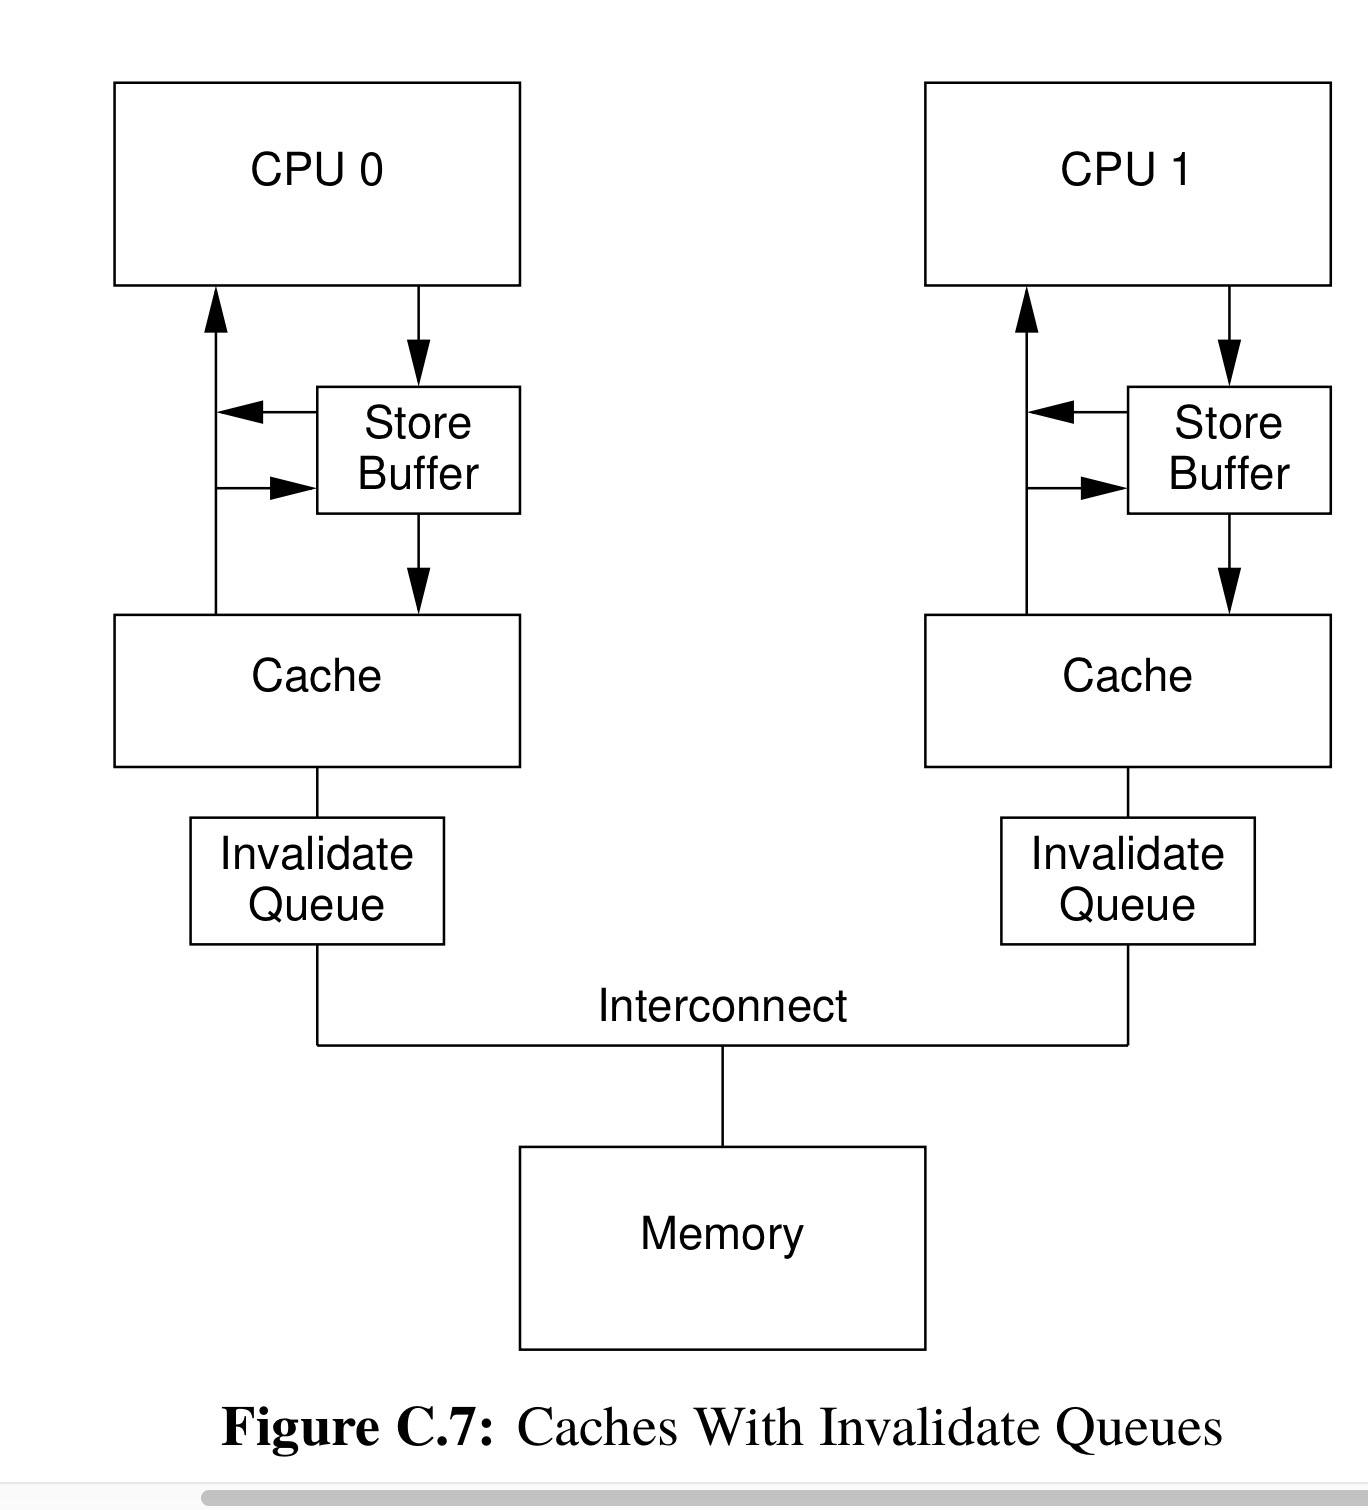 CPU 0
CPU 1
Store
Buffer
Store
Buffer
Cache
Cache
Invalidate
Queue
Invalidate
Queue
Interconnect
Memory
Figure C.7: Caches With Invalidate Queues